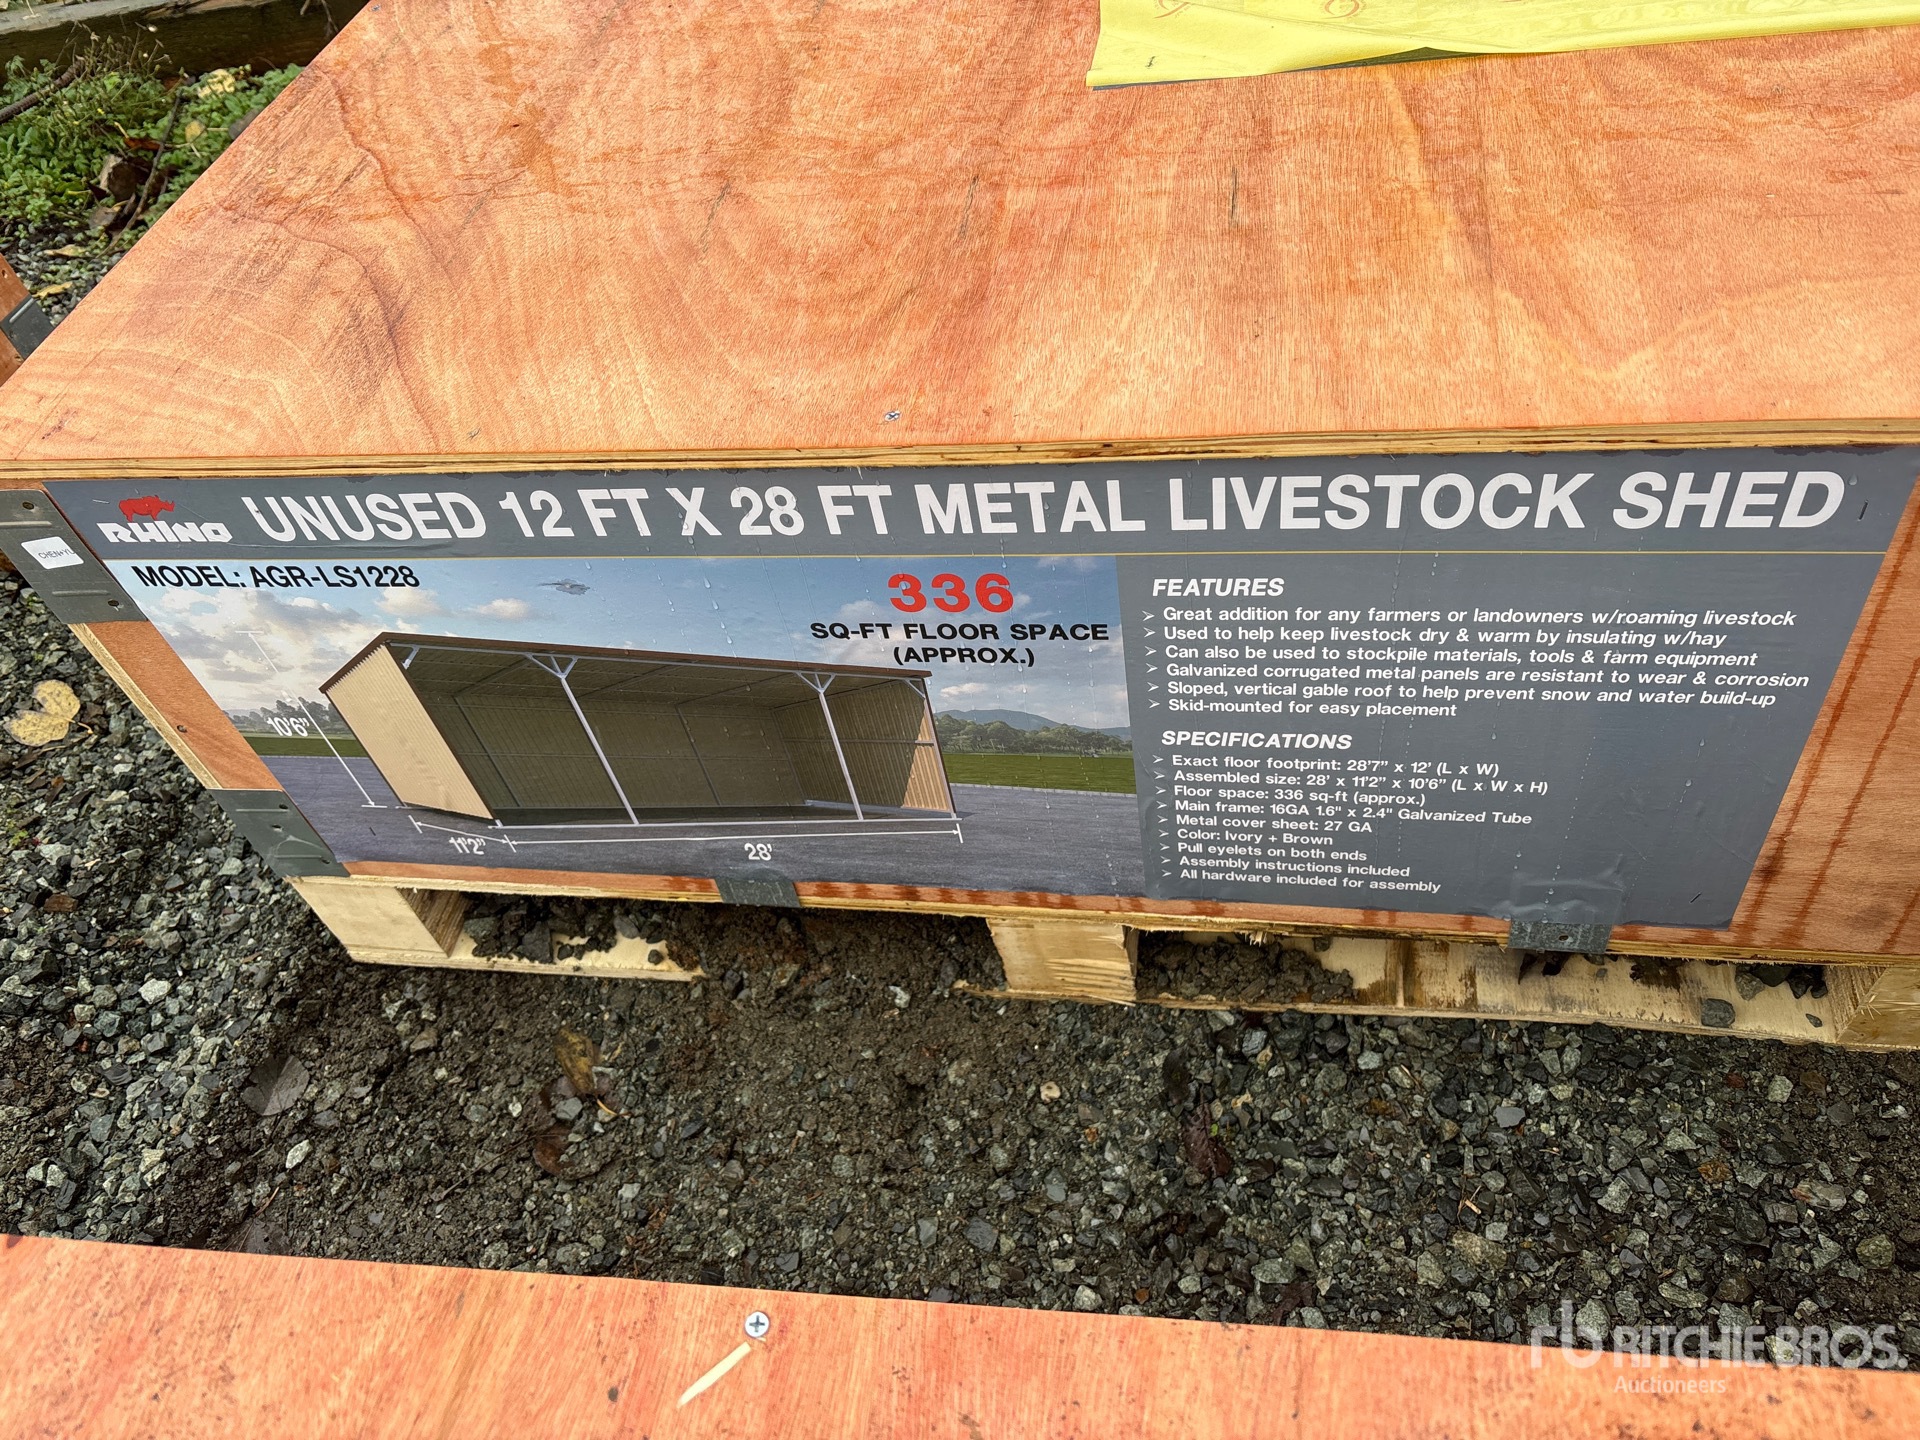 RHINO
UNUSED 12 FT X 28 FT METAL LIVESTOCK SHED
MODEL: AGR-LS1228
336
SQ-FT FLOOR SPACE
(APPROX.)
10'6"
11'2"
28'
FEATURES
➢ Great addition for any farmers or landowners w/roaming livestock
➢ Used to help keep livestock dry & warm by insulating w/hay
➢ Can also be used to stockpile materials, tools & farm equipment
➢ Galvanized corrugated metal panels are resistant to wear & corrosion
➢ Sloped, vertical gable roof to help prevent snow and water build-up
➢ Skid-mounted for easy placement
SPECIFICATIONS
➢ Exact floor footprint: 28'7" x 12' (L x W)
➢ Assembled size: 28' x 11'2" x 10'6" (L x W x H)
➢ Floor space: 336 sq-ft (approx.)
➢ Main frame: 16GA 1.6" x 2.4" Galvanized Tube
➢ Metal cover sheet: 27 GA
➢ Color: Ivory + Brown
➢ Pull eyelets on both ends
➢ Assembly instructions included
➢ All hardware included for assembly
rb RITCHIE BROS.
Auctioneers